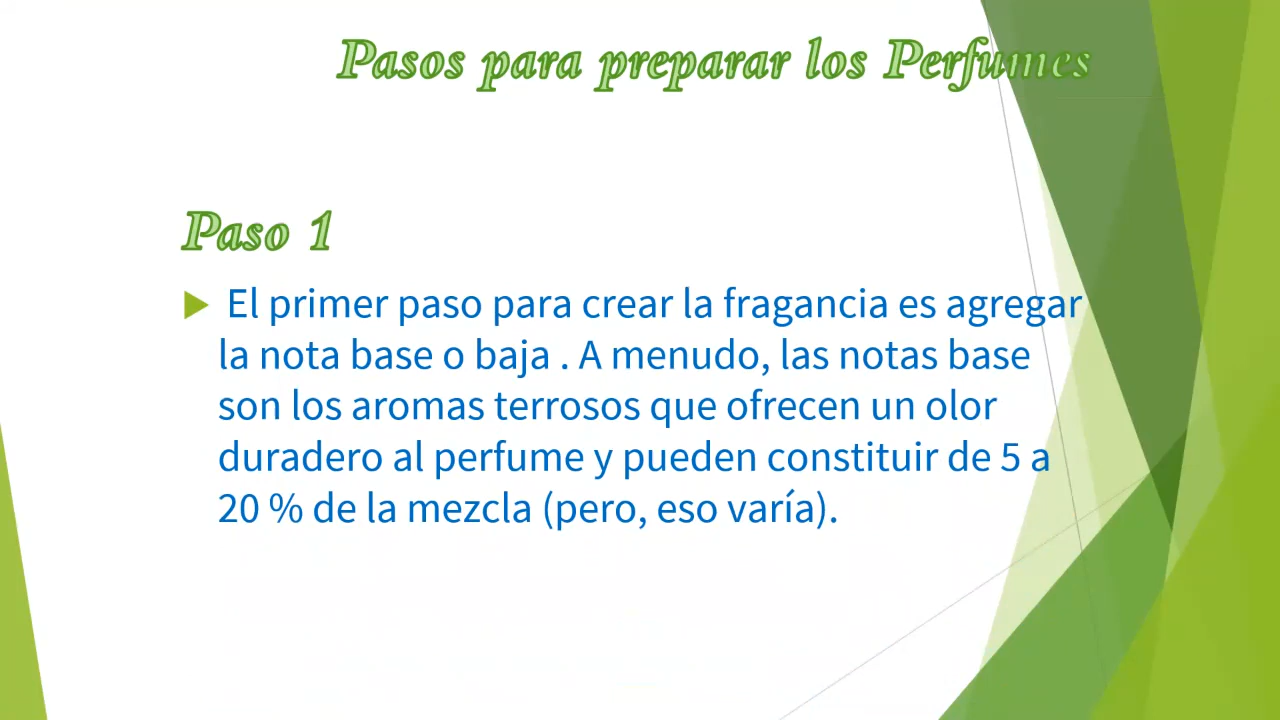 Pasos para preparar los Perfumes
Paso 1
El primer paso para crear la fragancia es agregar
la nota base o baja . A menudo, las notas base
son los aromas terrosos que ofrecen un olor
duradero al perfume y pueden constituir de 5 a
20 % de la mezcla (pero, eso varía).